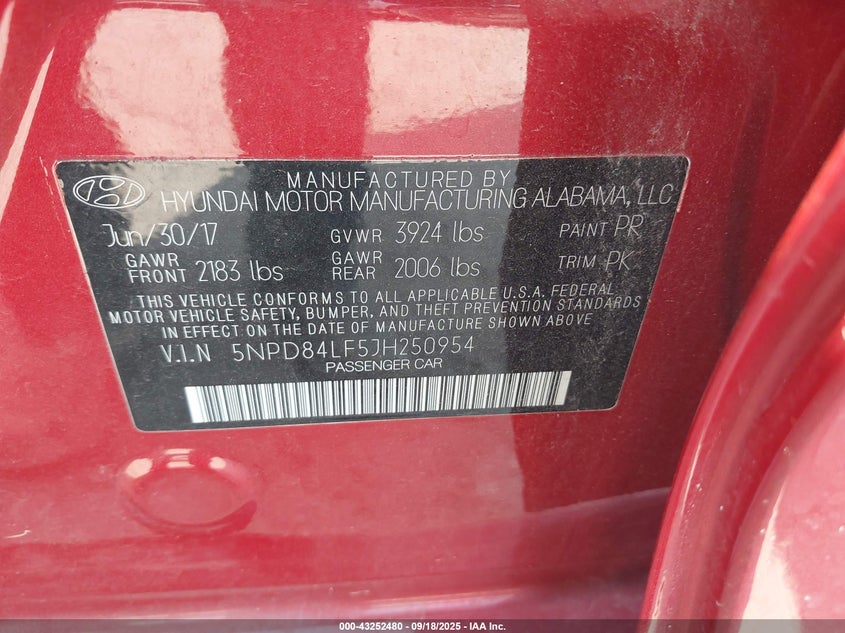 MANUFACTURED BY
HYUNDAI MOTOR MANUFACTURING ALABAMA, LLC
Jun/30/17 GVWR 3924 lbs PAINT PR
GAWR FRONT 2183 lbs GAWR REAR 2006 lbs TRIM PK
THIS VEHICLE CONFORMS TO ALL APPLICABLE U.S.A. FEDERAL
MOTOR VEHICLE SAFETY, BUMPER, AND THEFT PREVENTION STANDARDS
IN EFFECT ON THE DATE OF MANUFACTURE SHOWN ABOVE
V.I.N 5NPD84LF5JH250954
PASSENGER CAR
000-43252480 - 09/18/2025 - IAA Inc.